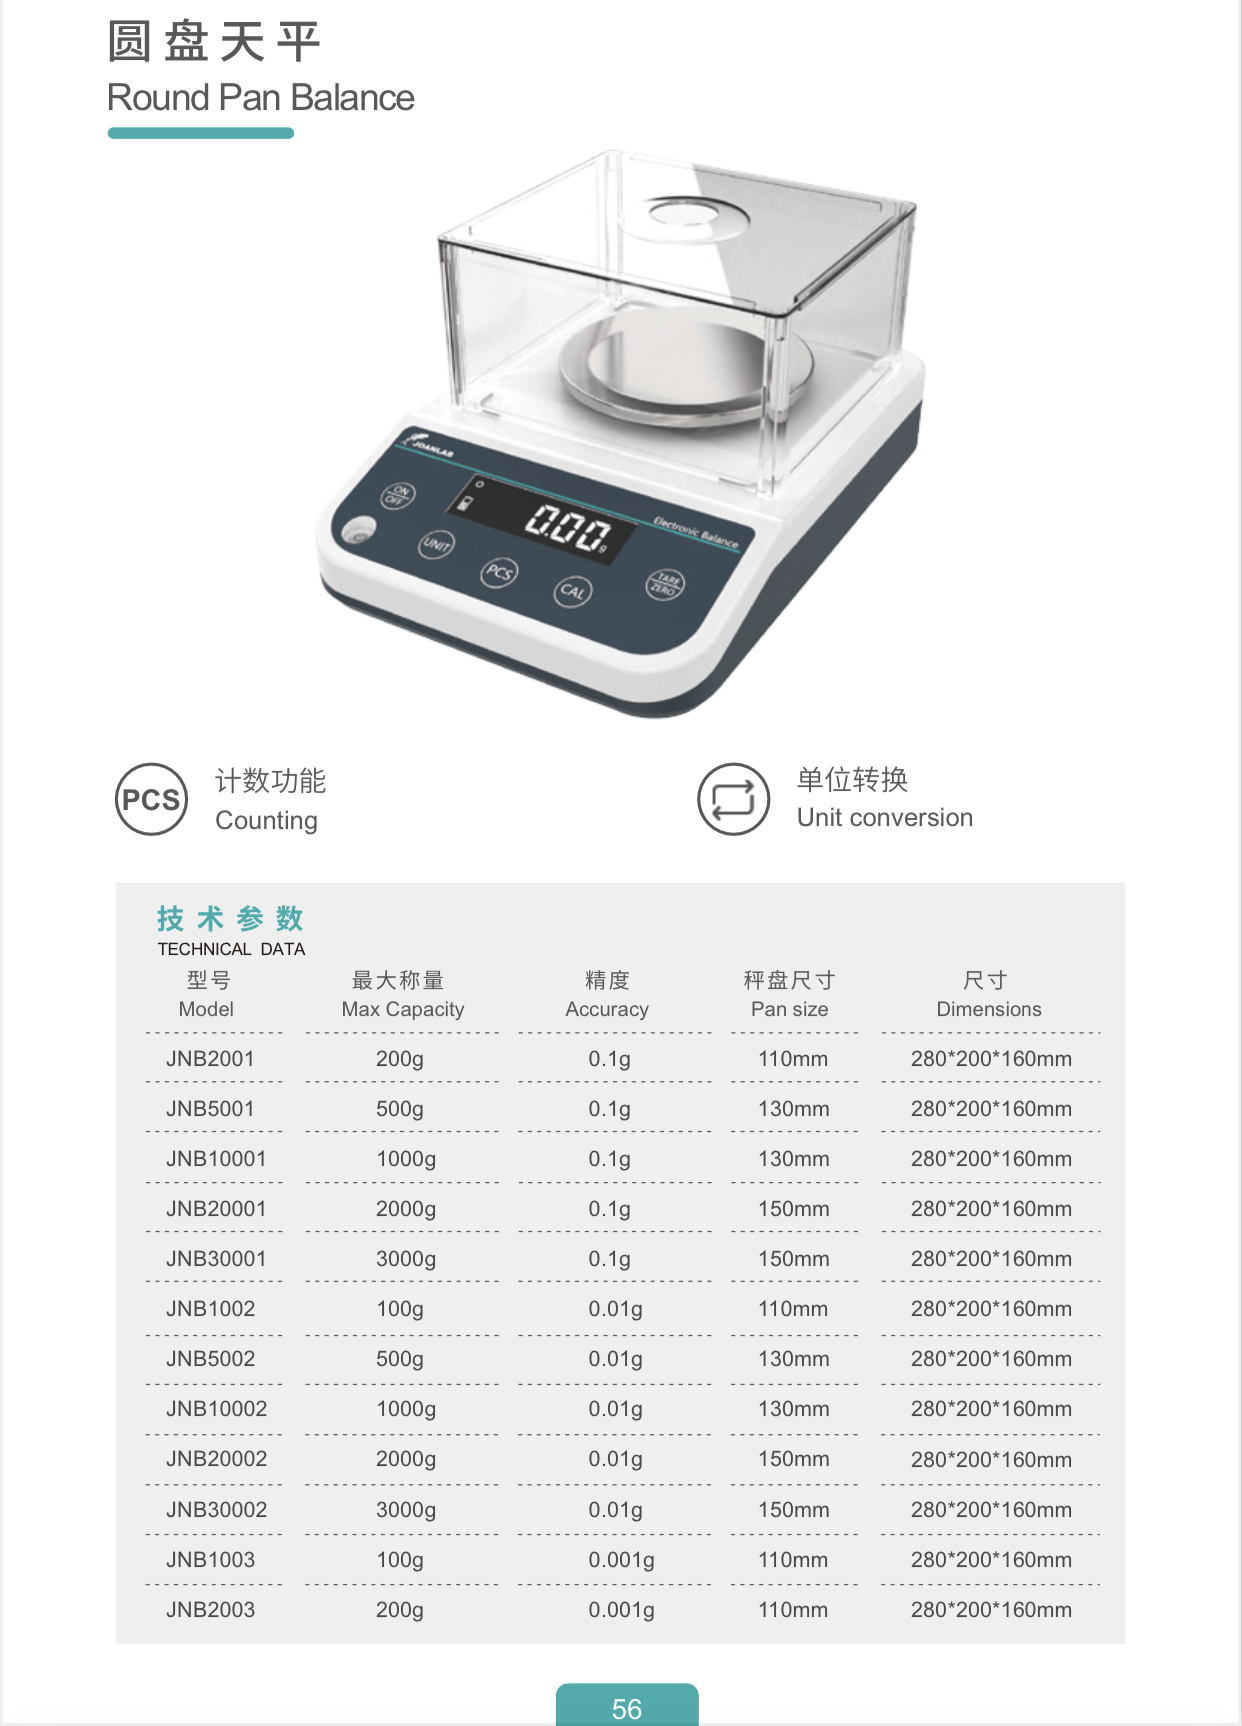 圆盘天平
Round Pan Balance
JOANLAB
ON
OFF
0.00 g
Electronic Balance
UNIT
PCS
CAL
TARE
ZERO
PCS
计数功能
Counting
单位转换
Unit conversion
技术参数
TECHNICAL DATA
型号 最大称量 精度 秤盘尺寸 尺寸
Model Max Capacity Accuracy Pan size Dimensions
JNB2001 200g 0.1g 110mm 280*200*160mm
JNB5001 500g 0.1g 130mm 280*200*160mm
JNB10001 1000g 0.1g 130mm 280*200*160mm
JNB20001 2000g 0.1g 150mm 280*200*160mm
JNB30001 3000g 0.1g 150mm 280*200*160mm
JNB1002 100g 0.01g 110mm 280*200*160mm
JNB5002 500g 0.01g 130mm 280*200*160mm
JNB10002 1000g 0.01g 130mm 280*200*160mm
JNB20002 2000g 0.01g 150mm 280*200*160mm
JNB30002 3000g 0.01g 150mm 280*200*160mm
JNB1003 100g 0.001g 110mm 280*200*160mm
JNB2003 200g 0.001g 110mm 280*200*160mm
56